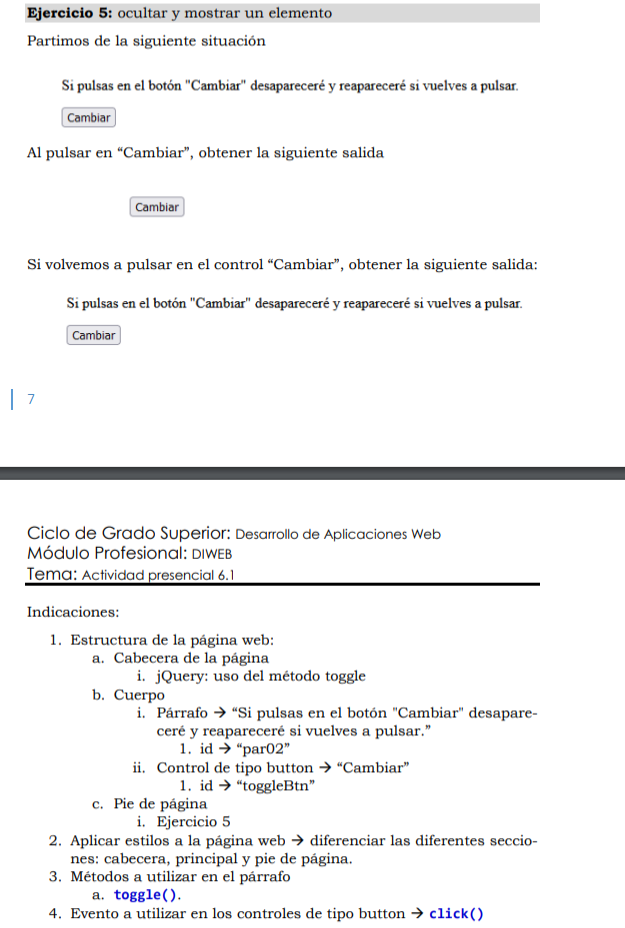 Ejercicio 5: ocultar y mostrar un elemento
Partimos de la siguiente situación
Si pulsas en el botón "Cambiar" desapareceré y reapareceré si vuelves a pulsar.
Cambiar
Al pulsar en “Cambiar”, obtener la siguiente salida
Cambiar
Si volvemos a pulsar en el control “Cambiar”, obtener la siguiente salida:
Si pulsas en el botón "Cambiar" desapareceré y reapareceré si vuelves a pulsar.
Cambiar
7
Ciclo de Grado Superior: Desarrollo de Aplicaciones Web
Módulo Profesional: DIWEB
Tema: Actividad presencial 6.1
Indicaciones:
1. Estructura de la página web:
a. Cabecera de la página
i. jQuery: uso del método toggle
b. Cuerpo
i. Párrafo → “Si pulsas en el botón "Cambiar" desapare-
ceré y reapareceré si vuelves a pulsar.”
1. id → “par02”
ii. Control de tipo button → “Cambiar”
1. id → “toggleBtn”
c. Pie de página
i. Ejercicio 5
2. Aplicar estilos a la página web → diferenciar las diferentes seccio-
nes: cabecera, principal y pie de página.
3. Métodos a utilizar en el párrafo
a. toggle().
4. Evento a utilizar en los controles de tipo button → click()